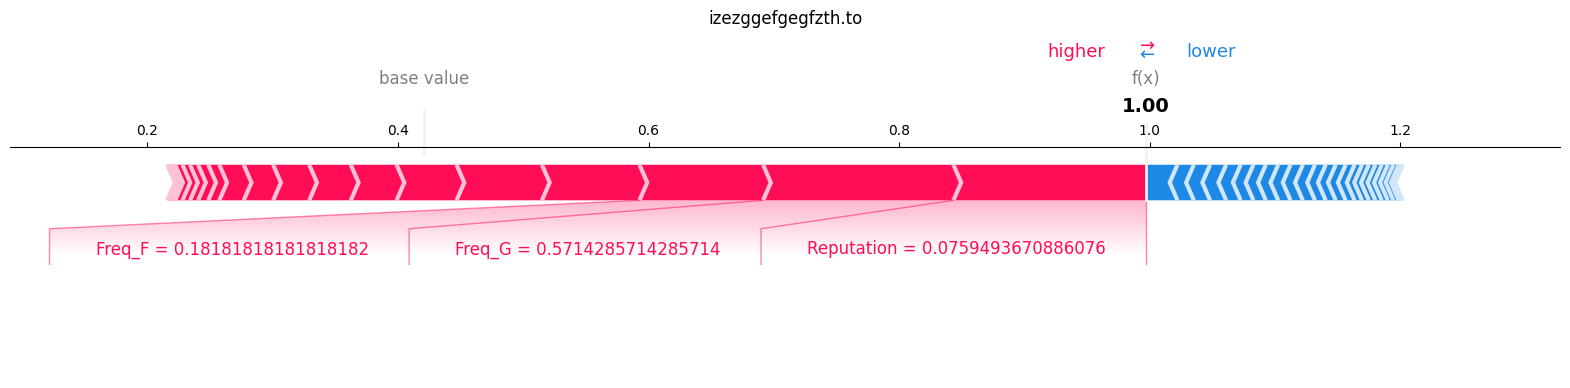 izezggefgegfzth.to
higher ⇄ lower
base value f(x)
1.00
0.2 0.4 0.6 0.8 1.0 1.2
Freq_F = 0.18181818181818182 Freq_G = 0.5714285714285714 Reputation = 0.0759493670886076